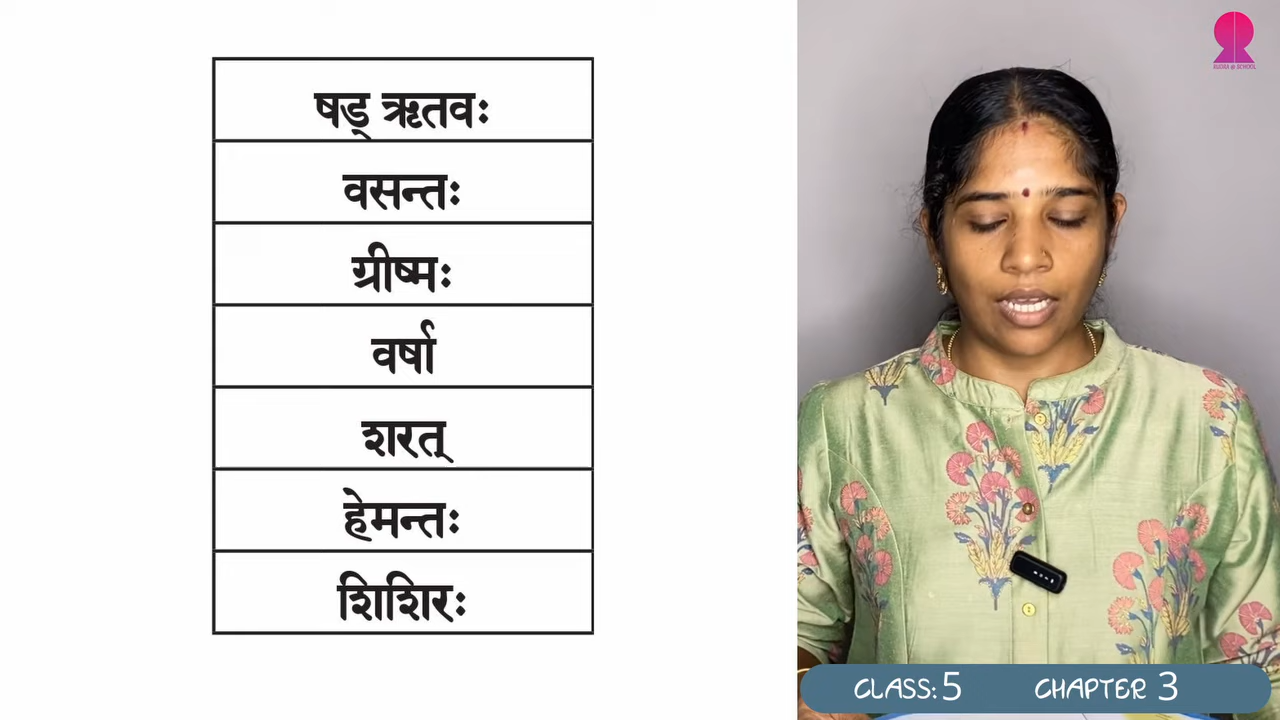 षड् ऋतवः
वसन्तः
ग्रीष्मः
वर्षा
शरत्
हेमन्तः
शिशिरः
CLASS: 5 CHAPTER 3